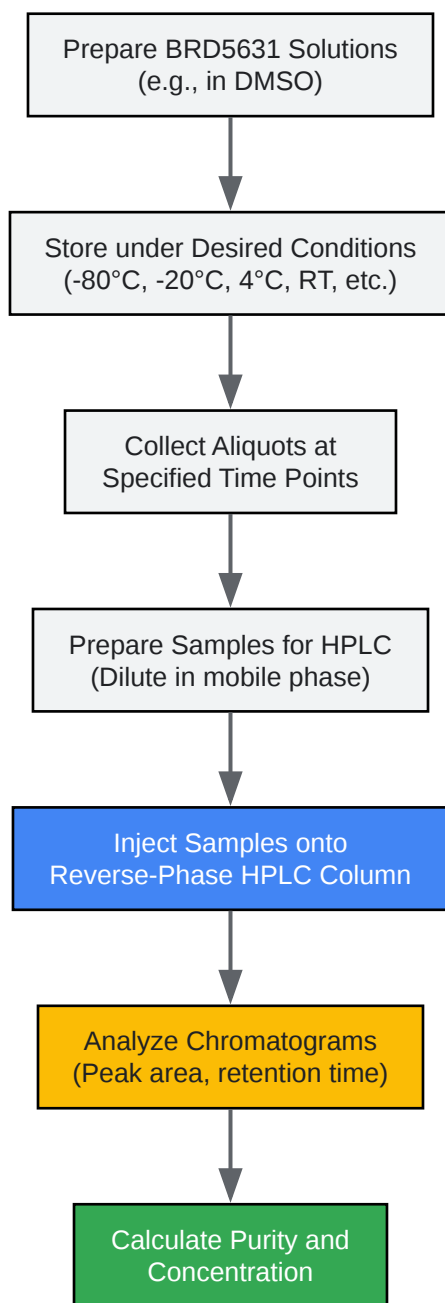 Prepare BRD5631 Solutions
(e.g., in DMSO)
Store under Desired Conditions
(-80°C, -20°C, 4°C, RT, etc.)
Collect Aliquots at
Specified Time Points
Prepare Samples for HPLC
(Dilute in mobile phase)
Inject Samples onto
Reverse-Phase HPLC Column
Analyze Chromatograms
(Peak area, retention time)
Calculate Purity and
Concentration